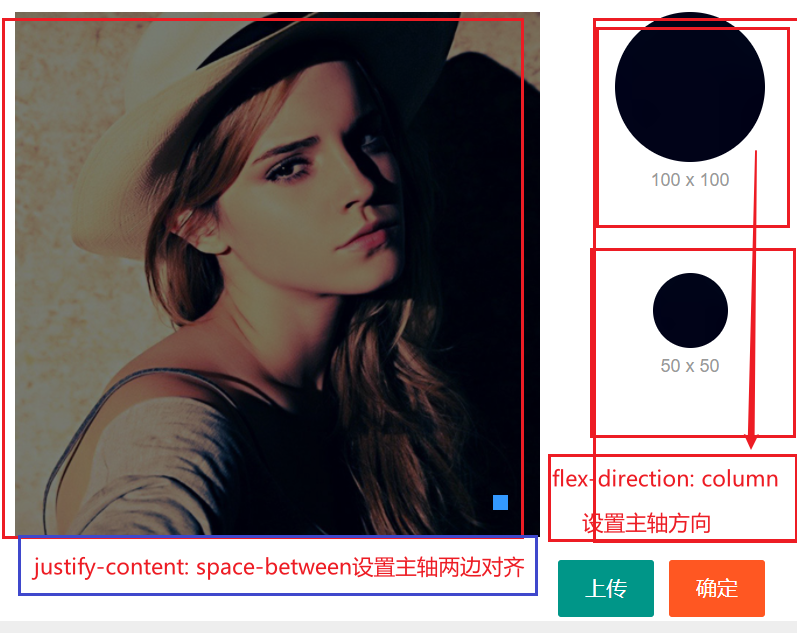 100 x 100
50 x 50
flex-direction: column
设置主轴方向
justify-content: space-between设置主轴两边对齐
上传
确定